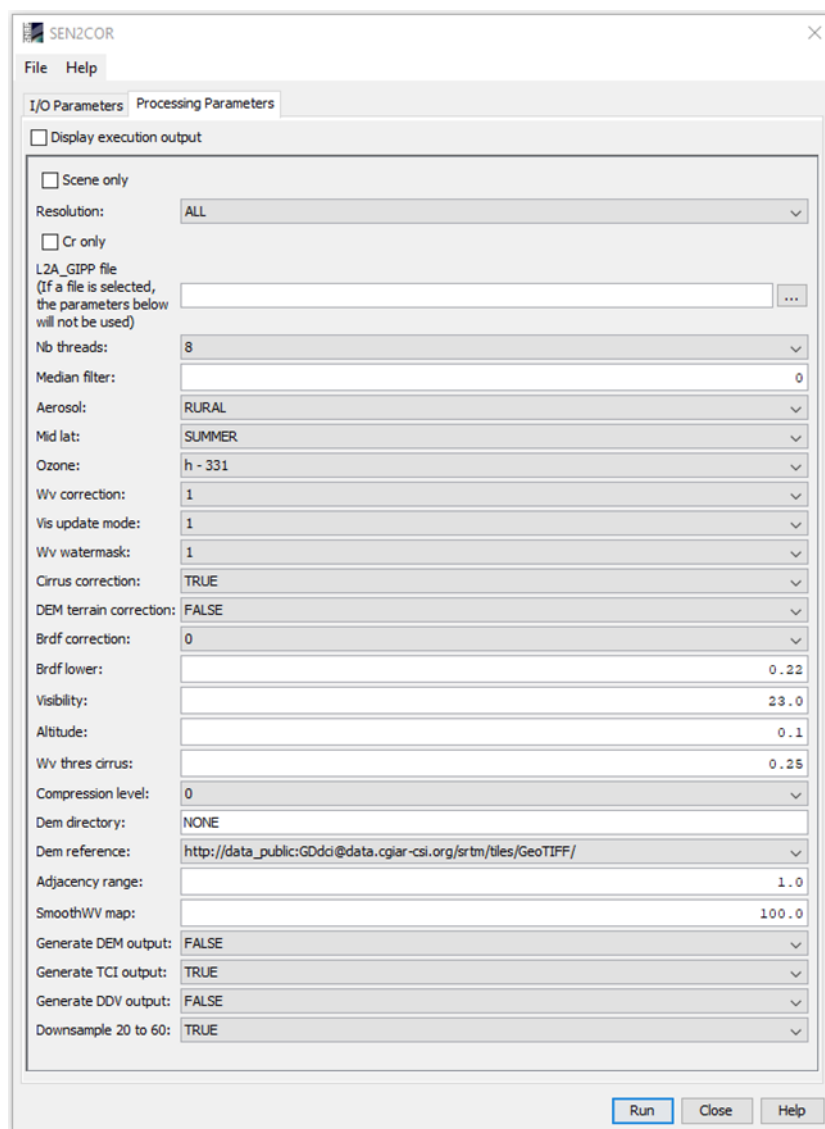 SEN2COR
File Help
I/O Parameters Processing Parameters
Display execution output
Scene only
Resolution: ALL
Cr only
L2A_GIPP file
(If a file is selected,
the parameters below
will not be used)
...
Nb threads: 8
Median filter: 0
Aerosol: RURAL
Mid lat: SUMMER
Ozone: h - 331
Wv correction: 1
Vis update mode: 1
Wv watermask: 1
Cirrus correction: TRUE
DEM terrain correction: FALSE
Brdf correction: 0
Brdf lower: 0.22
Visibility: 23.0
Altitude: 0.1
Wv thres cirrus: 0.25
Compression level: 0
Dem directory: NONE
Dem reference: http://data_public:GDdci@data.cgiar-csi.org/srtm/tiles/GeoTIFF/
Adjacency range: 1.0
SmoothWV map: 100.0
Generate DEM output: FALSE
Generate TCI output: TRUE
Generate DDV output: FALSE
Downsample 20 to 60: TRUE
Run Close Help